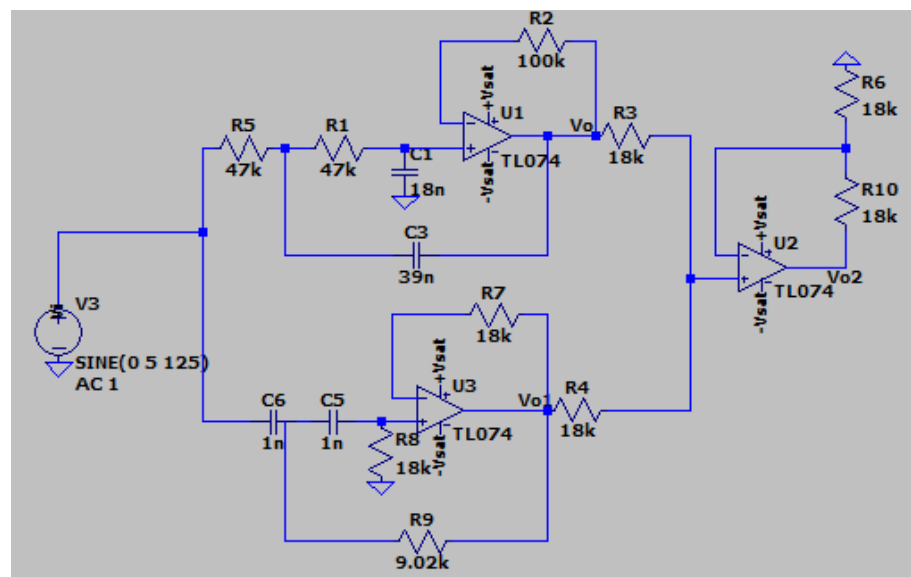 R2
100k
R6
18k
+Vsat
U1
Vo
R3
18k
TL074
-Vsat
R5
47k
R1
47k
C1
18n
R10
18k
C3
39n
+Vsat
U2
Vo2
TL074
-Vsat
V3
SINE(0 5 125)
AC 1
R7
18k
+Vsat
U3
Vo1
R4
18k
TL074
-Vsat
C6
1n
C5
1n
R8
18k
R9
9.02k